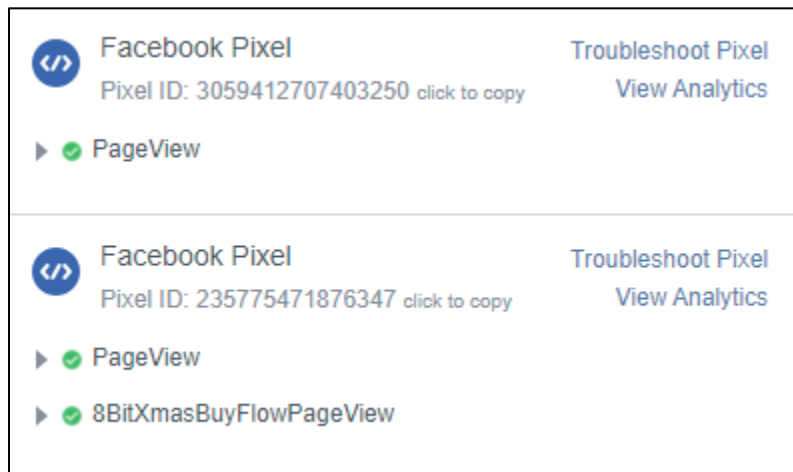 Facebook Pixel
Troubleshoot Pixel
Pixel ID: 3059412707403250 click to copy
View Analytics
PageView
Facebook Pixel
Troubleshoot Pixel
Pixel ID: 235775471876347 click to copy
View Analytics
PageView
8BitXmasBuyFlowPageView